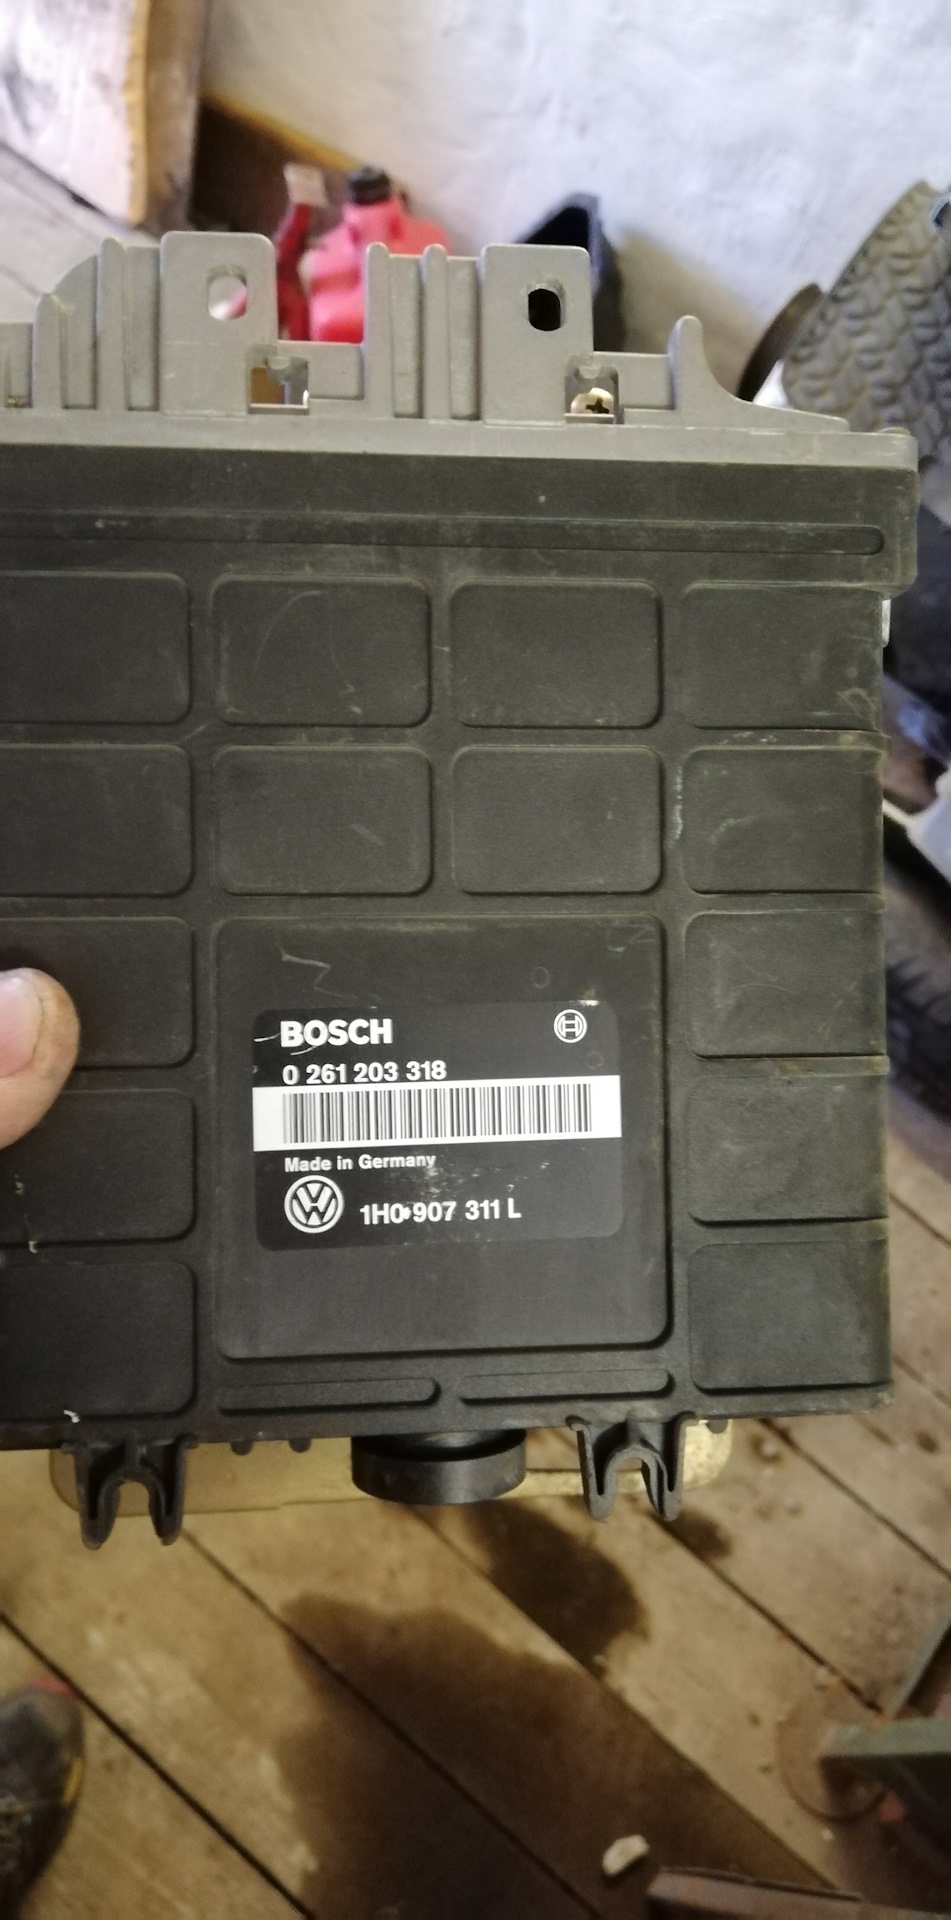 BOSCH
0 261 203 318
Made in Germany
1H0 907 311 L